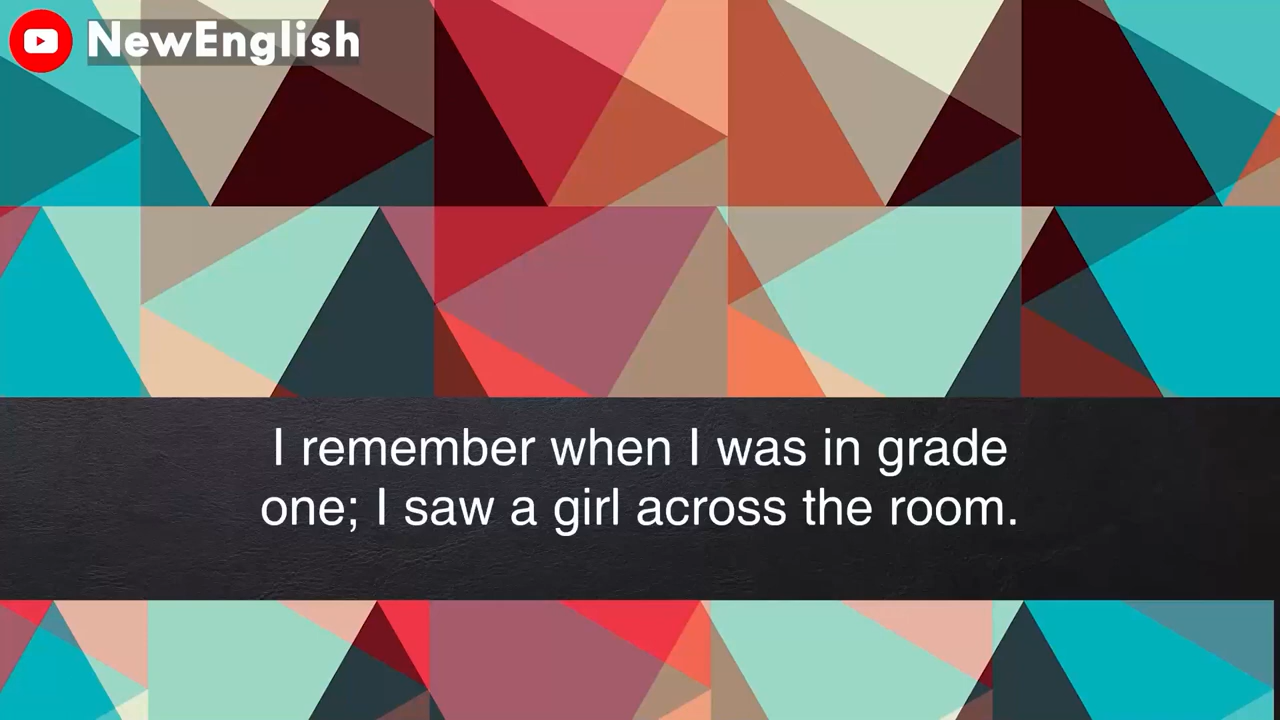 NewEnglish
I remember when I was in grade
one; I saw a girl across the room.